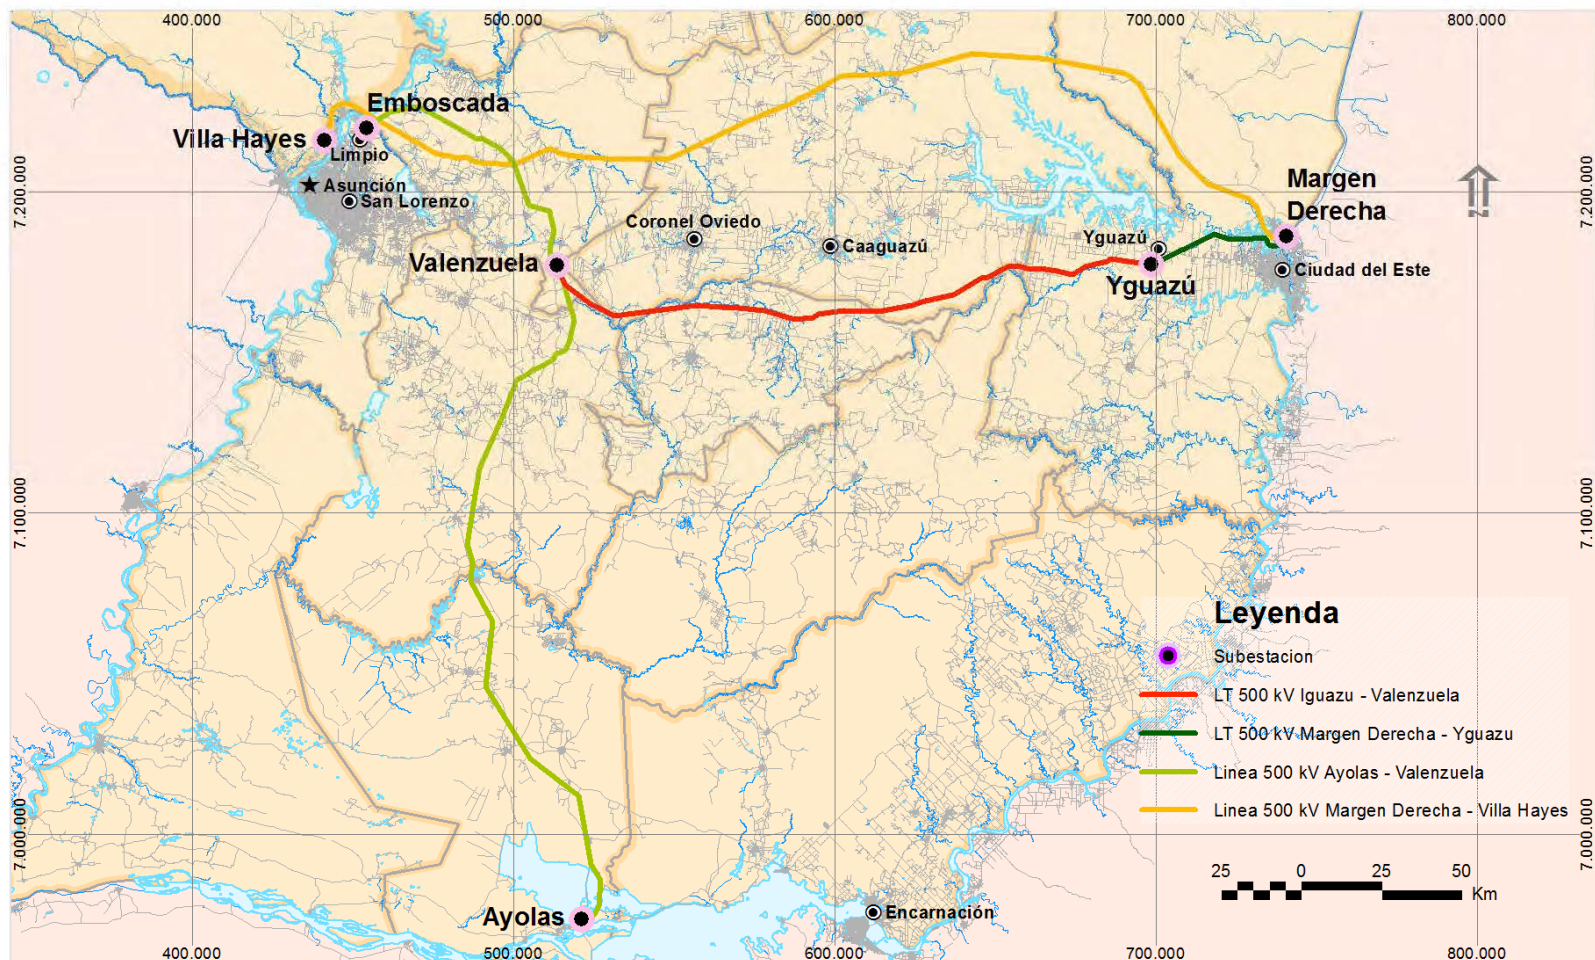 400.000
500.000
600.000
700.000
800.000
Emboscada
Villa Hayes
Limpio
Asunción
San Lorenzo
Margen
Derecha
7.200.000
7.200.000
Coronel Oviedo
Caaguazú
Yguazú
Valenzuela
Yguazú
Ciudad del Este
N
7.100.000
7.100.000
Leyenda
Subestacion
LT 500 kV Iguazu - Valenzuela
LT 500 kV Margen Derecha - Yguazu
Linea 500 kV Ayolas - Valenzuela
Linea 500 kV Margen Derecha - Villa Hayes
7.000.000
7.000.000
25 0 25 50
Km
Ayolas
Encarnación
400.000
500.000
600.000
700.000
800.000